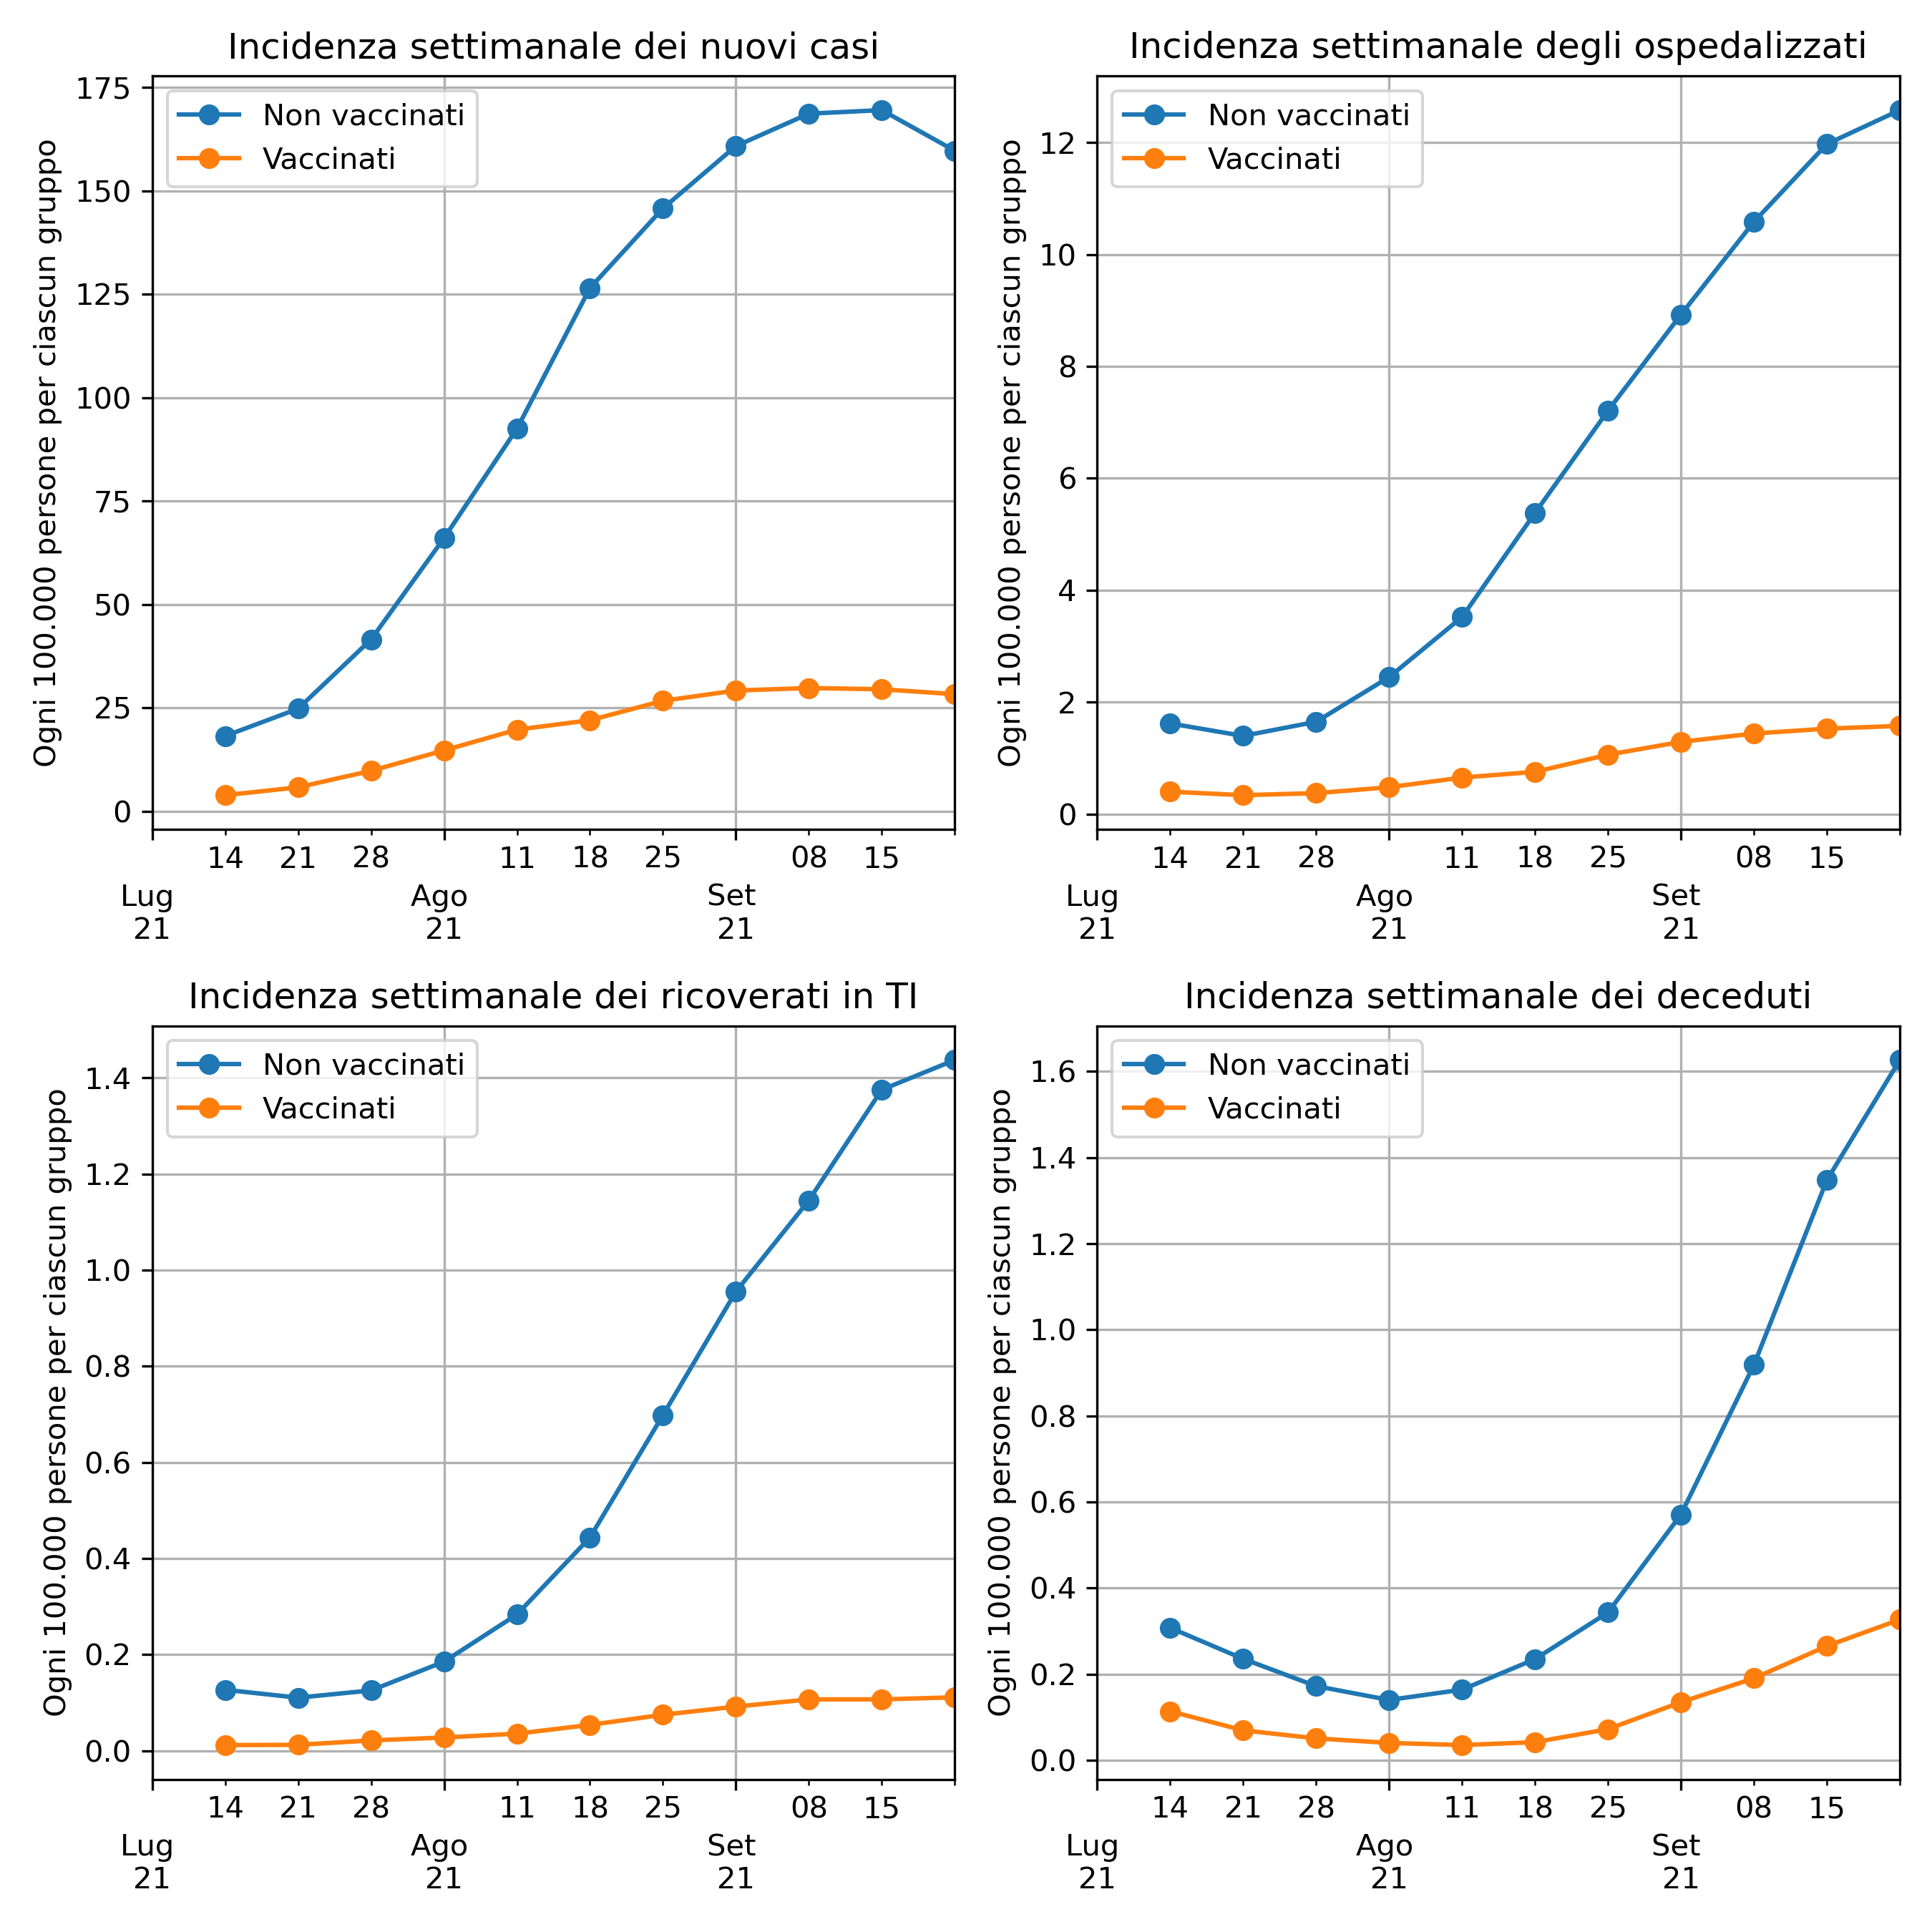 Incidenza settimanale dei nuovi casi
Ogni 100.000 persone per ciascun gruppo
175
150
125
100
75
50
25
0
Non vaccinati
Vaccinati
14 21 28 11 18 25 08 15
Lug Ago Set
21 21 21
Incidenza settimanale degli ospedalizzati
Ogni 100.000 persone per ciascun gruppo
12
10
8
6
4
2
0
Non vaccinati
Vaccinati
14 21 28 11 18 25 08 15
Lug Ago Set
21 21 21
Incidenza settimanale dei ricoverati in TI
Ogni 100.000 persone per ciascun gruppo
1.4
1.2
1.0
0.8
0.6
0.4
0.2
0.0
Non vaccinati
Vaccinati
14 21 28 11 18 25 08 15
Lug Ago Set
21 21 21
Incidenza settimanale dei deceduti
Ogni 100.000 persone per ciascun gruppo
1.6
1.4
1.2
1.0
0.8
0.6
0.4
0.2
0.0
Non vaccinati
Vaccinati
14 21 28 11 18 25 08 15
Lug Ago Set
21 21 21